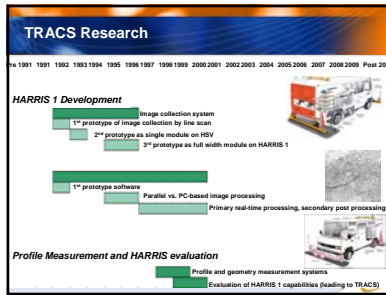 TRACS Research
Pre 1991 1991 1992 1993 1994 1995 1996 1997 1998 1999 2000 2001 2002 2003 2004 2005 2006 2007 2008 2009 Post 20
HARRIS 1 Development
Image collection system
1st prototype of image collection by line scan
2nd prototype as single module on HSV
3rd prototype as full width module on HARRIS 1
1st prototype software
Parallel vs. PC-based image processing
Primary real-time processing, secondary post processing
Profile Measurement and HARRIS evaluation
Profile and geometry measurement systems
Evaluation of HARRIS 1 capabilities (leading to TRACS)